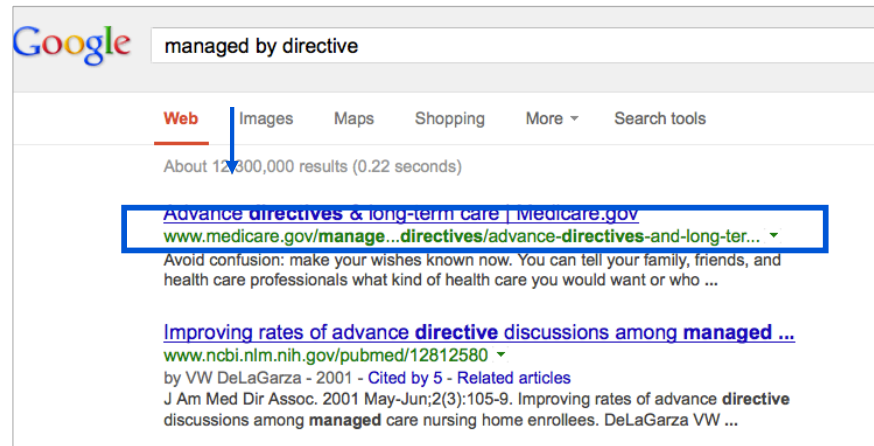 Google managed by directive
Web Images Maps Shopping More Search tools
About 12,300,000 results (0.22 seconds)
Advance directives & long-term care | Medicare.gov
www.medicare.gov/manage...directives/advance-directives-and-long-ter...
Avoid confusion: make your wishes known now. You can tell your family, friends, and
health care professionals what kind of health care you would want or who ...
Improving rates of advance directive discussions among managed ...
www.ncbi.nlm.nih.gov/pubmed/12812580
by VW DeLaGarza - 2001 - Cited by 5 - Related articles
J Am Med Dir Assoc. 2001 May-Jun;2(3):105-9. Improving rates of advance directive
discussions among managed care nursing home enrollees. DeLaGarza VW ...